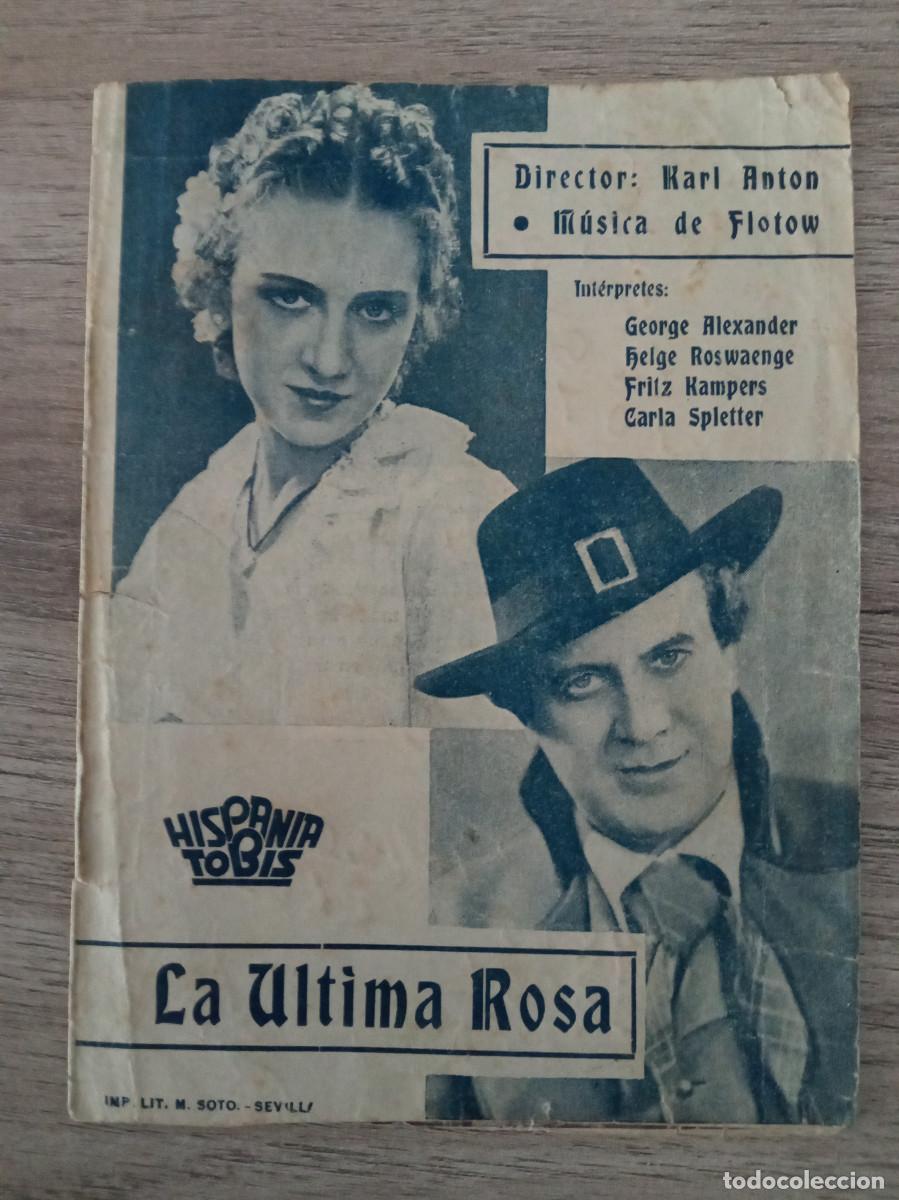 Director: Karl Anton
• Música de Flotow
Intérpretes:
George Alexander
Helge Roswaenge
Fritz Kampers
Carla Spletter
HISPANIA
TOBIS
La Ultima Rosa
IMP. LIT. M. SOTO. - SEVILLA
todocoleccion